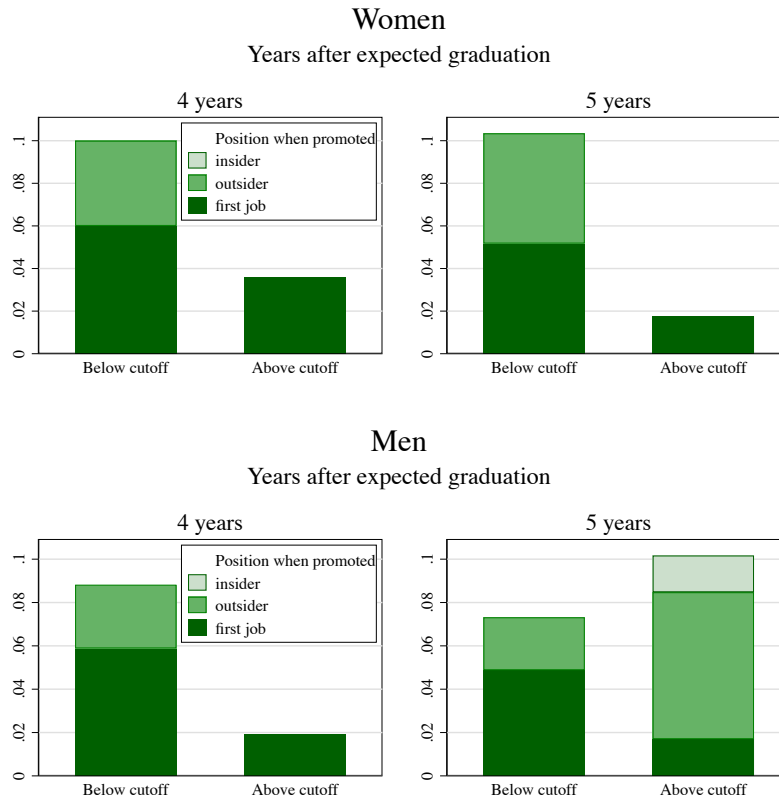 Women
Years after expected graduation
4 years
5 years
.1
.08
.06
.04
.02
0
Position when promoted
insider
outsider
first job
Below cutoff
Above cutoff
.1
.08
.06
.04
.02
0
Below cutoff
Above cutoff
Men
Years after expected graduation
4 years
5 years
.1
.08
.06
.04
.02
0
Position when promoted
insider
outsider
first job
Below cutoff
Above cutoff
.1
.08
.06
.04
.02
0
Below cutoff
Above cutoff